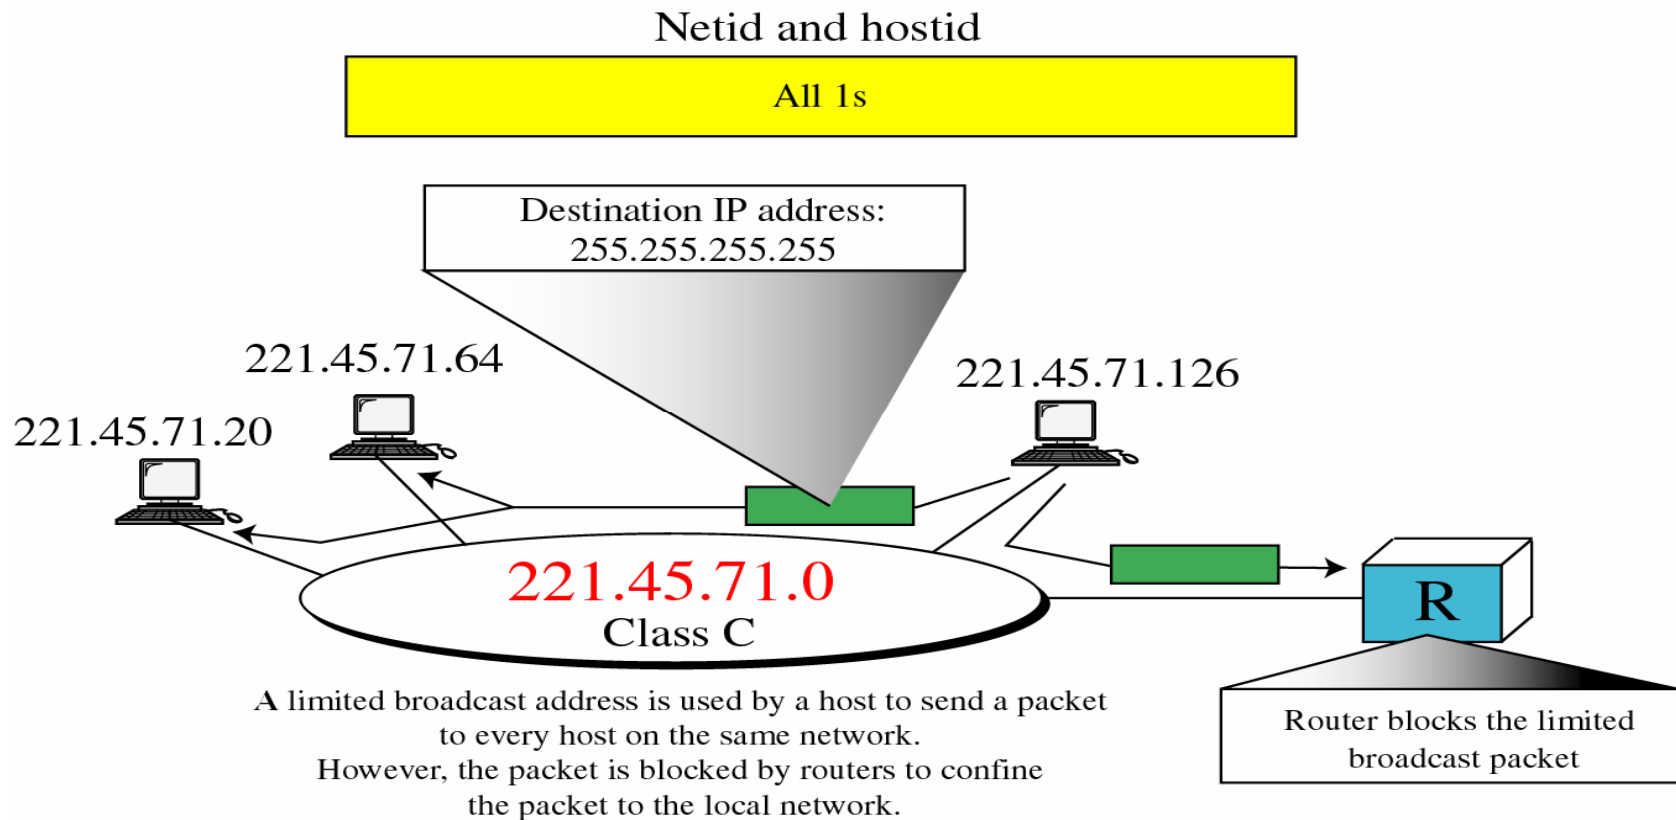 Netid and hostid
All 1s
Destination IP address:
255.255.255.255
221.45.71.64
221.45.71.126
221.45.71.20
221.45.71.0
Class C
R
A limited broadcast address is used by a host to send a packet
to every host on the same network.
However, the packet is blocked by routers to confine
the packet to the local network.
Router blocks the limited
broadcast packet